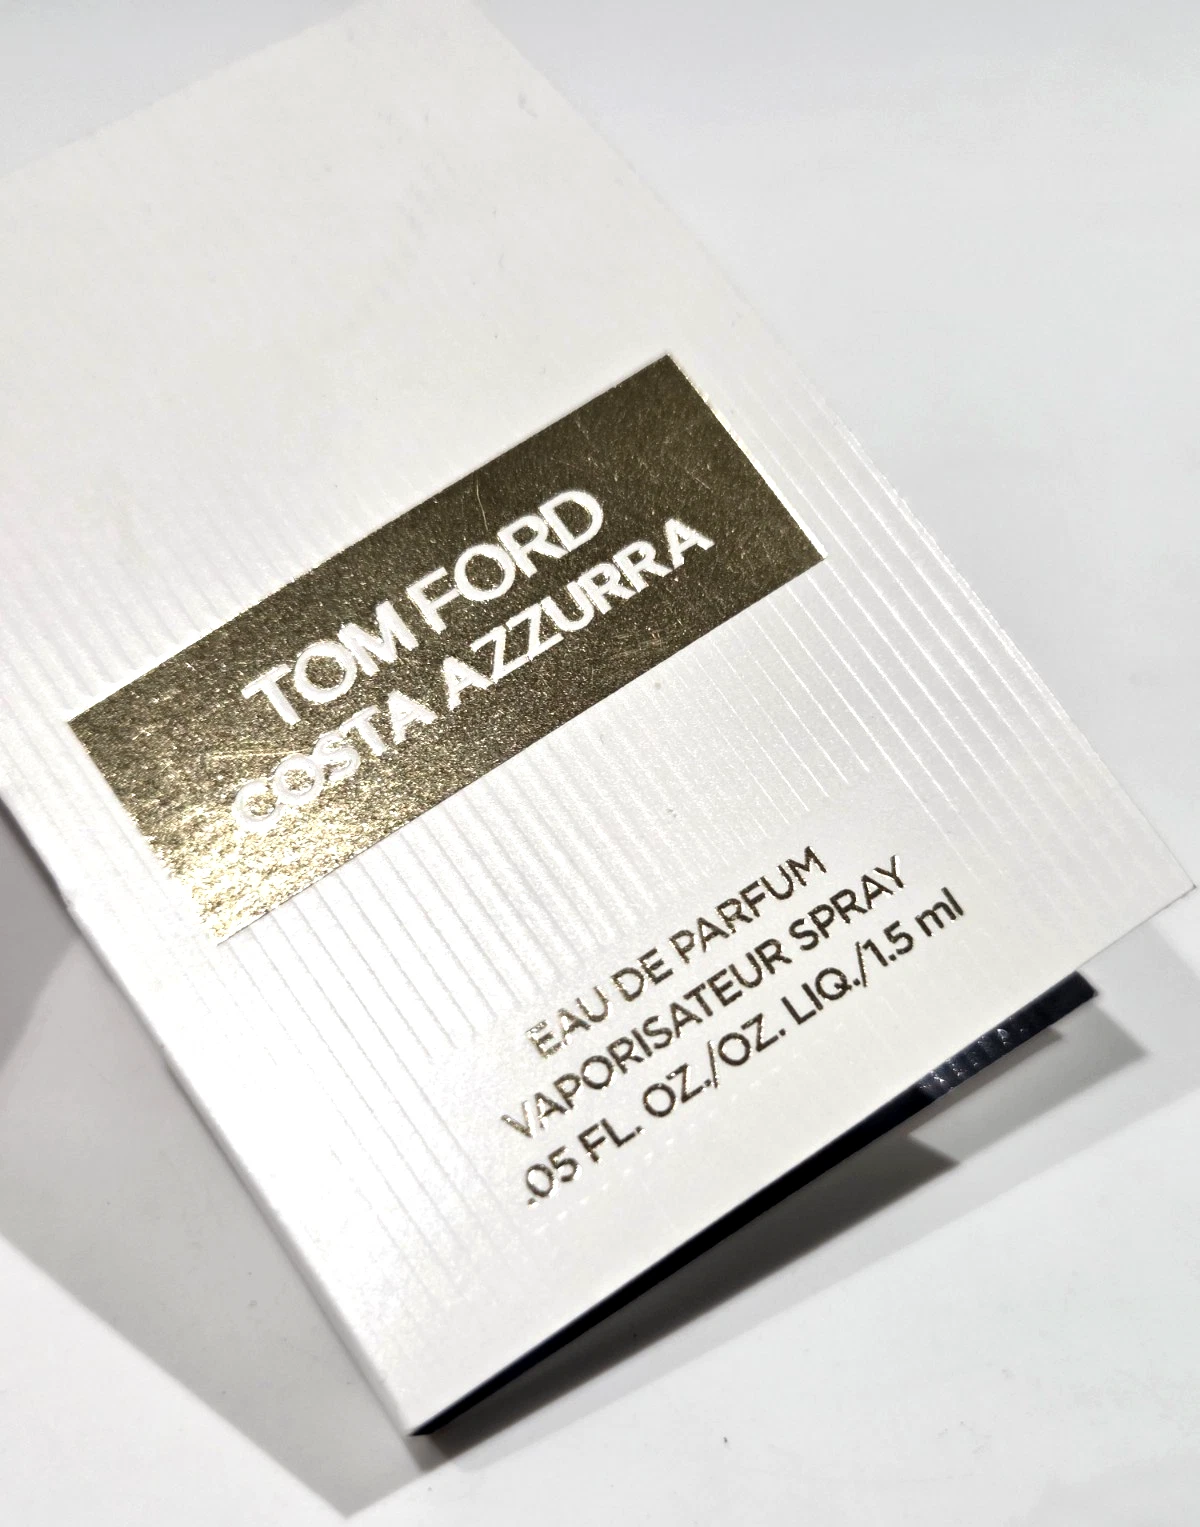 TOM FORD
COSTA AZZURRA
EAU DE PARFUM
VAPORISATEUR SPRAY
.05 FL. OZ./OZ. LIQ./1.5 ml